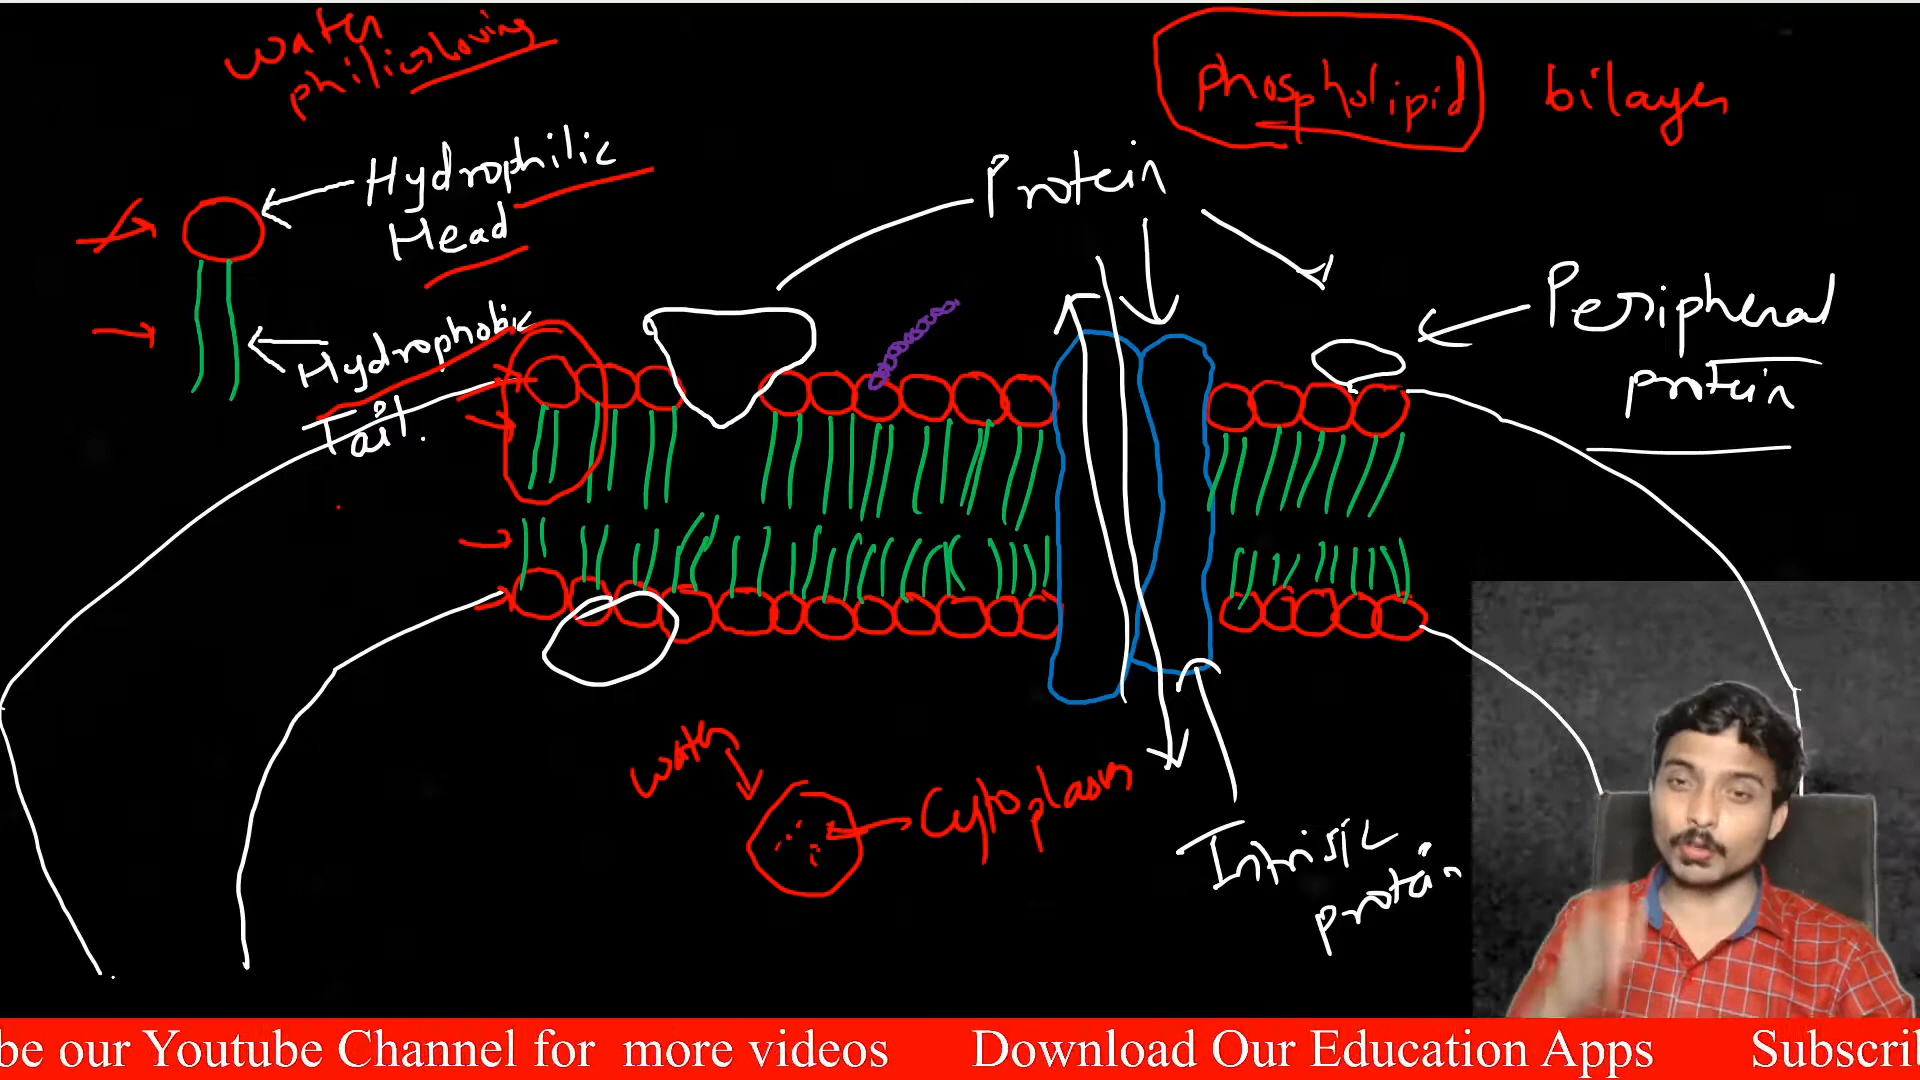 water
philic→loving
phospholipid bilayer
Hydrophilic
Head
Protein
Hydrophobic
Tail.
Peripheral
protein
water
Cytoplasm
Intrisic
protein
be our Youtube Channel for more videos Download Our Education Apps Subscri